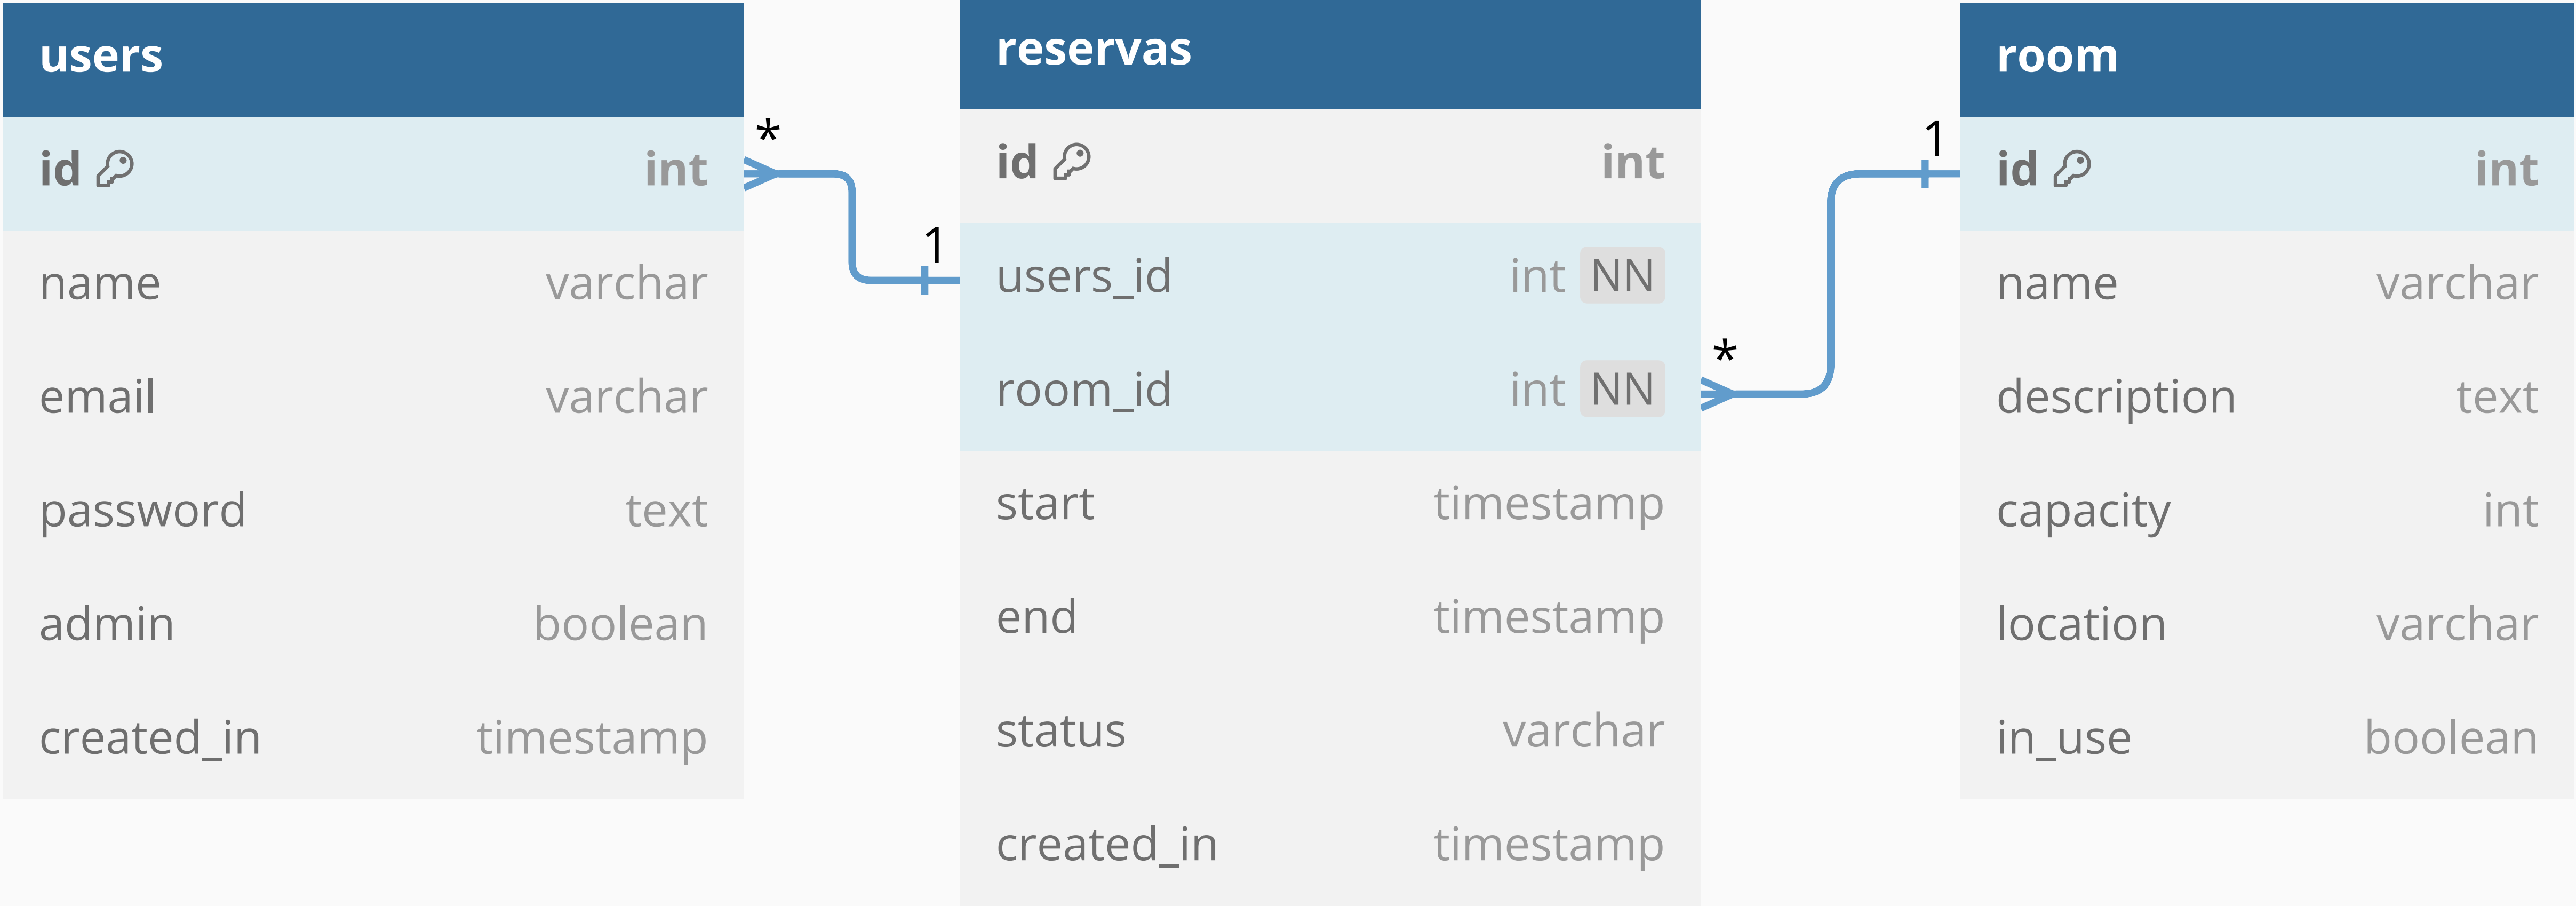 users
id int
name varchar
email varchar
password text
admin boolean
created_in timestamp
*
1
reservas
id int
users_id int NN
room_id int NN
start timestamp
end timestamp
status varchar
created_in timestamp
*
1
room
id int
name varchar
description text
capacity int
location varchar
in_use boolean